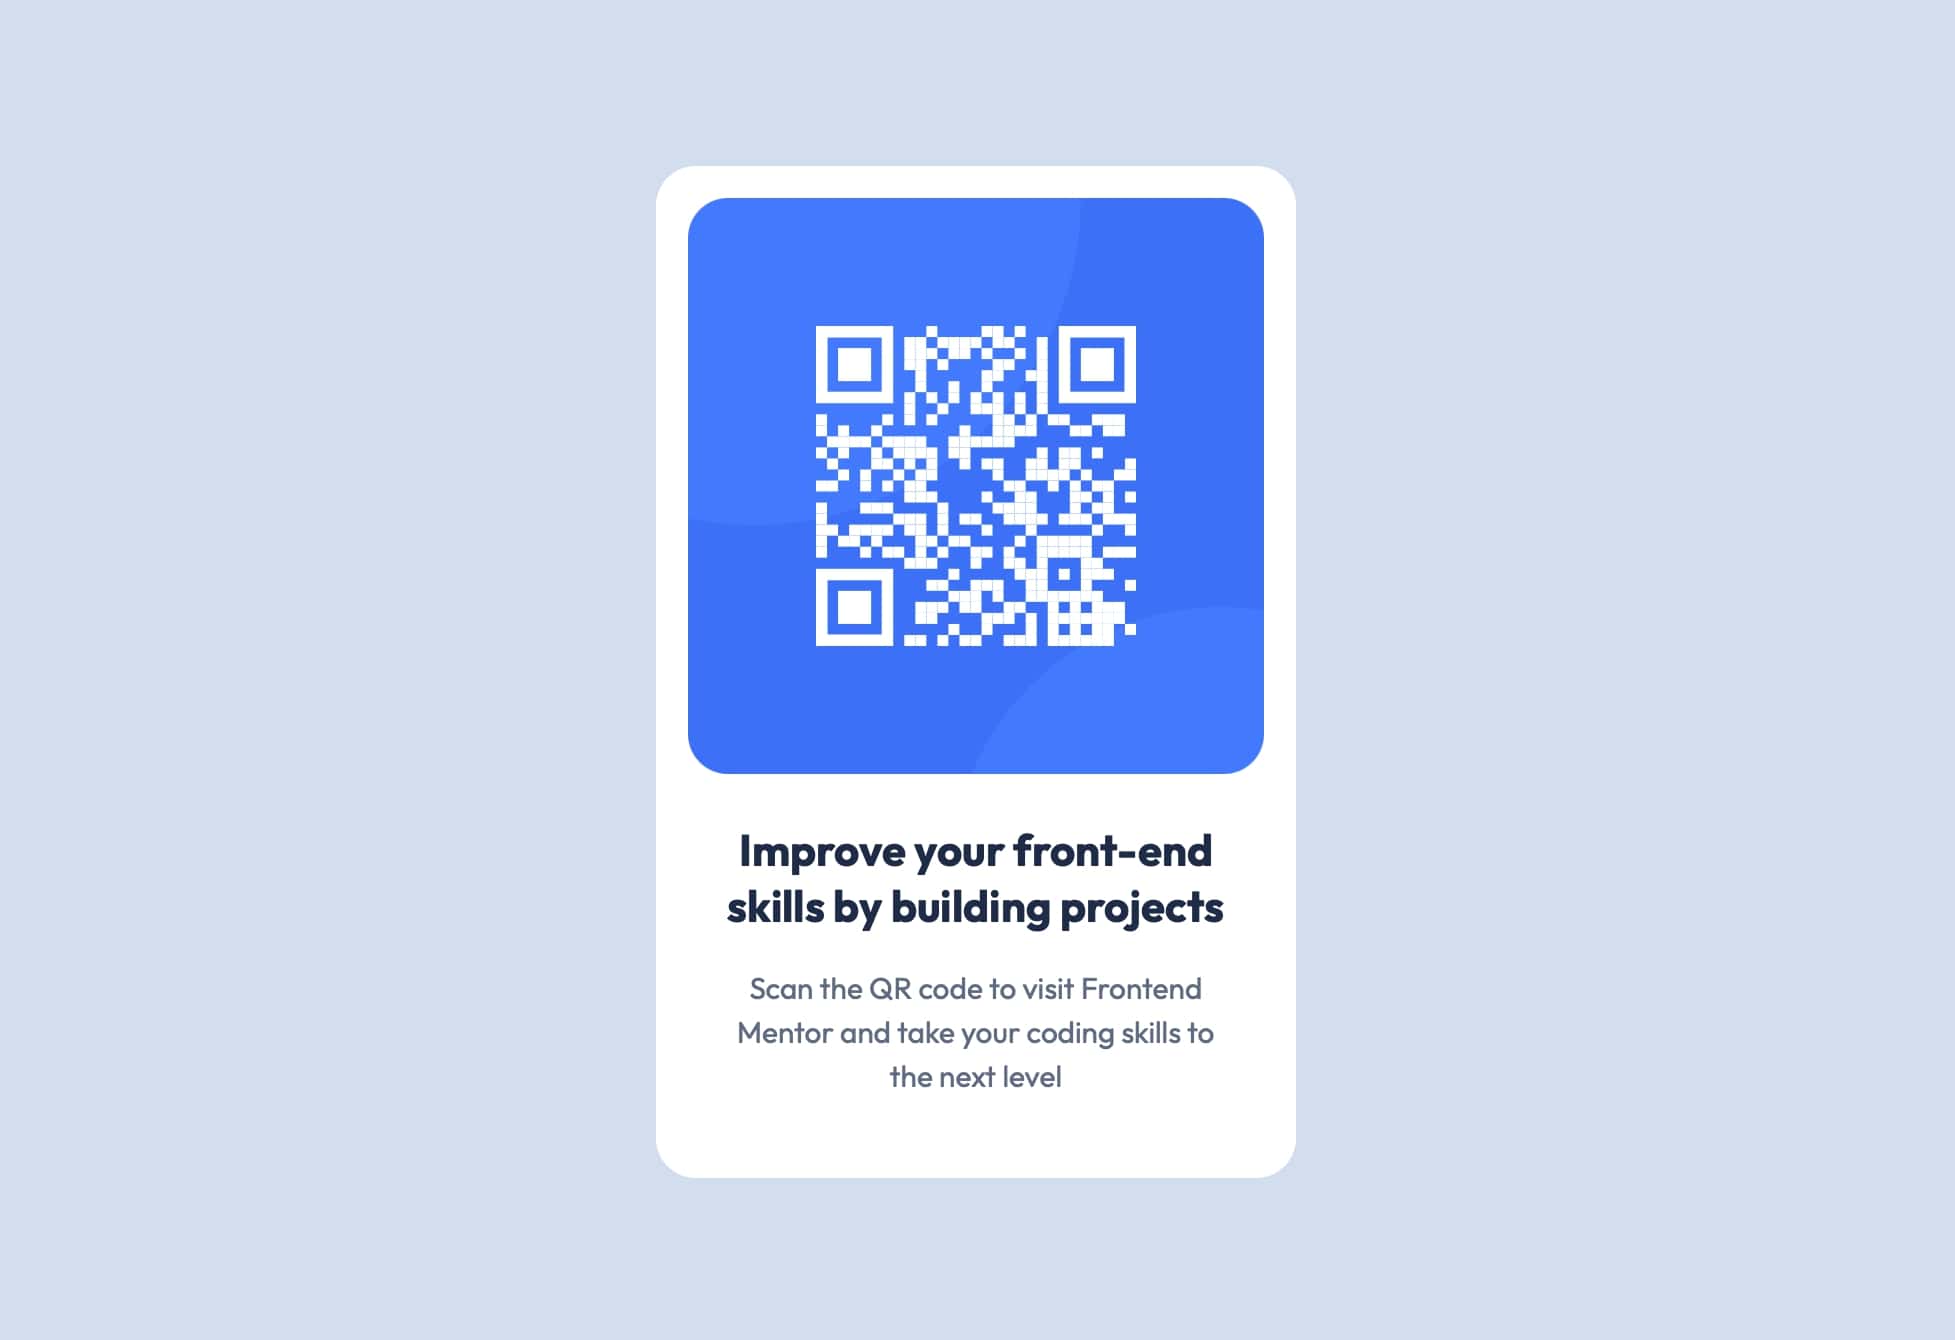 Improve your front-end
skills by building projects
Scan the QR code to visit Frontend
Mentor and take your coding skills to
the next level